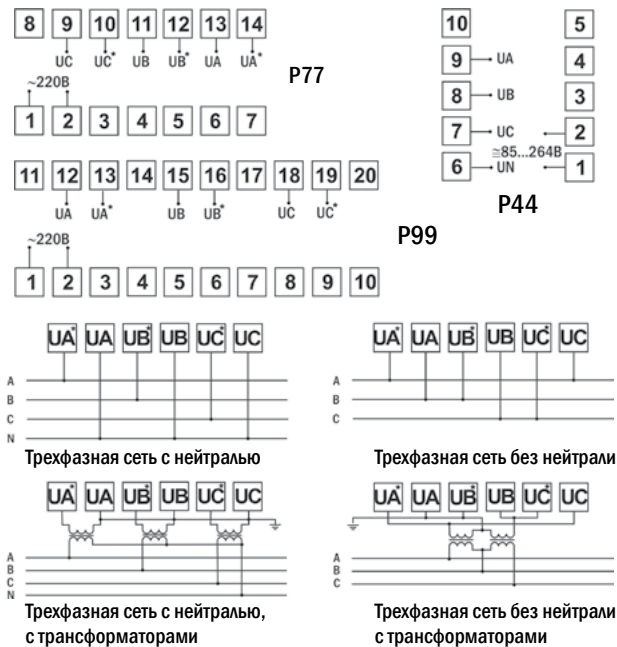 8 9 10 11 12 13 14
UC UC* UB UB* UA UA*
P77
~220В
1 2 3 4 5 6 7
10 5
9 UA 4
8 UB 3
7 UC 2
≅85...264В
6 UN 1
P44
11 12 13 14 15 16 17 18 19 20
UA UA* UB UB* UC UC*
P99
~220В
1 2 3 4 5 6 7 8 9 10
UA* UA UB* UB UC* UC
A
B
C
N
Трехфазная сеть с нейтралью
UA* UA UB* UB UC* UC
A
B
C
Трехфазная сеть без нейтрали
UA* UA UB* UB UC* UC
A
B
C
N
Трехфазная сеть с нейтралью,
с трансформаторами
UA* UA UB* UB UC* UC
A
B
C
Трехфазная сеть без нейтрали
с трансформаторами